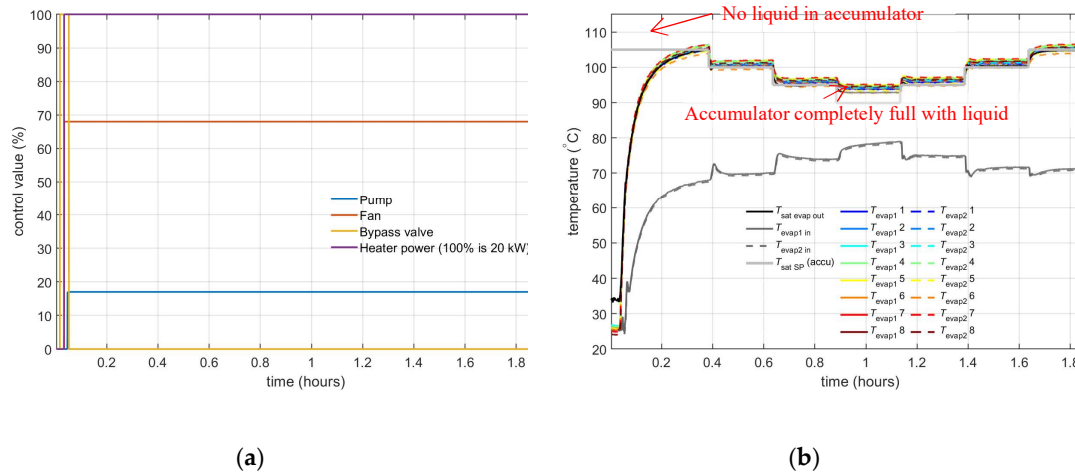 100
90
80
70
60
50
40
30
20
10
0
control value (%)
0
0.2
0.4
0.6
0.8
1
1.2
1.4
1.6
1.8
time (hours)
Pump
Fan
Bypass valve
Heater power (100% is 20 kW)
(a)
No liquid in accumulator
Accumulator completely full with liquid
110
100
90
80
70
60
50
40
30
20
temperature (°C)
0.2
0.4
0.6
0.8
1
1.2
1.4
1.6
1.8
time (hours)
T sat evap out
T evap1 in
T evap2 in
T sat SP (accu)
T evap1 1
T evap1 2
T evap1 3
T evap1 4
T evap1 5
T evap1 6
T evap1 7
T evap1 8
T evap2 1
T evap2 2
T evap2 3
T evap2 4
T evap2 5
T evap2 6
T evap2 7
T evap2 8
(b)